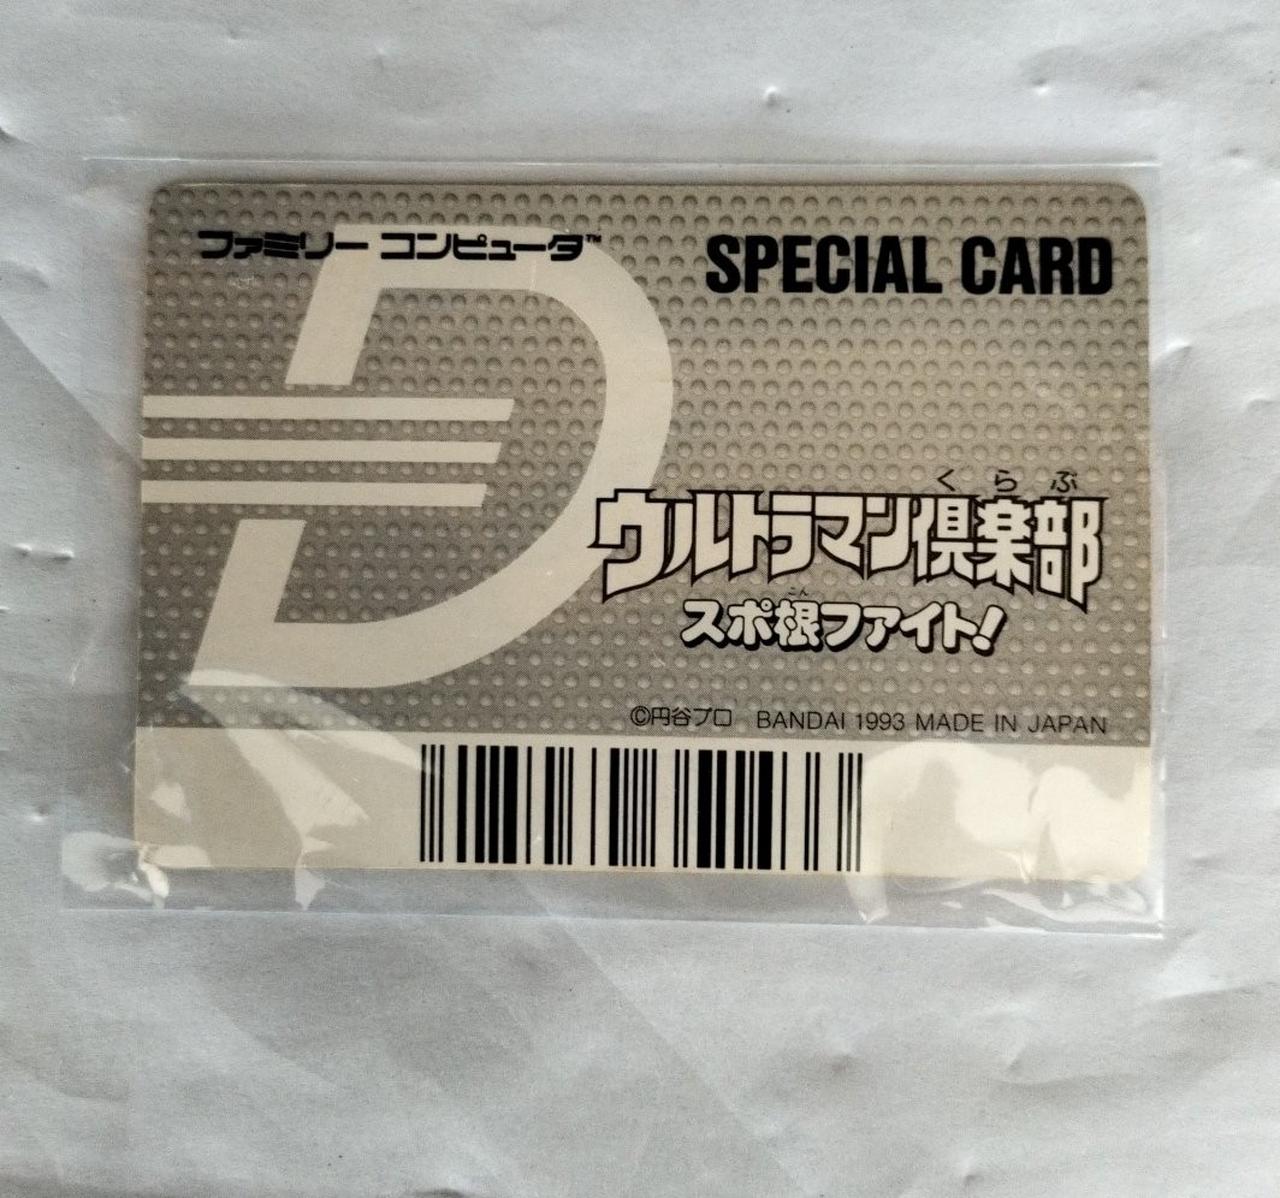 ファミリー コンピュータ™
SPECIAL CARD
くらぶ
ウルトラマン倶楽部
こん
スポ根ファイト!
©円谷プロ BANDAI 1993 MADE IN JAPAN